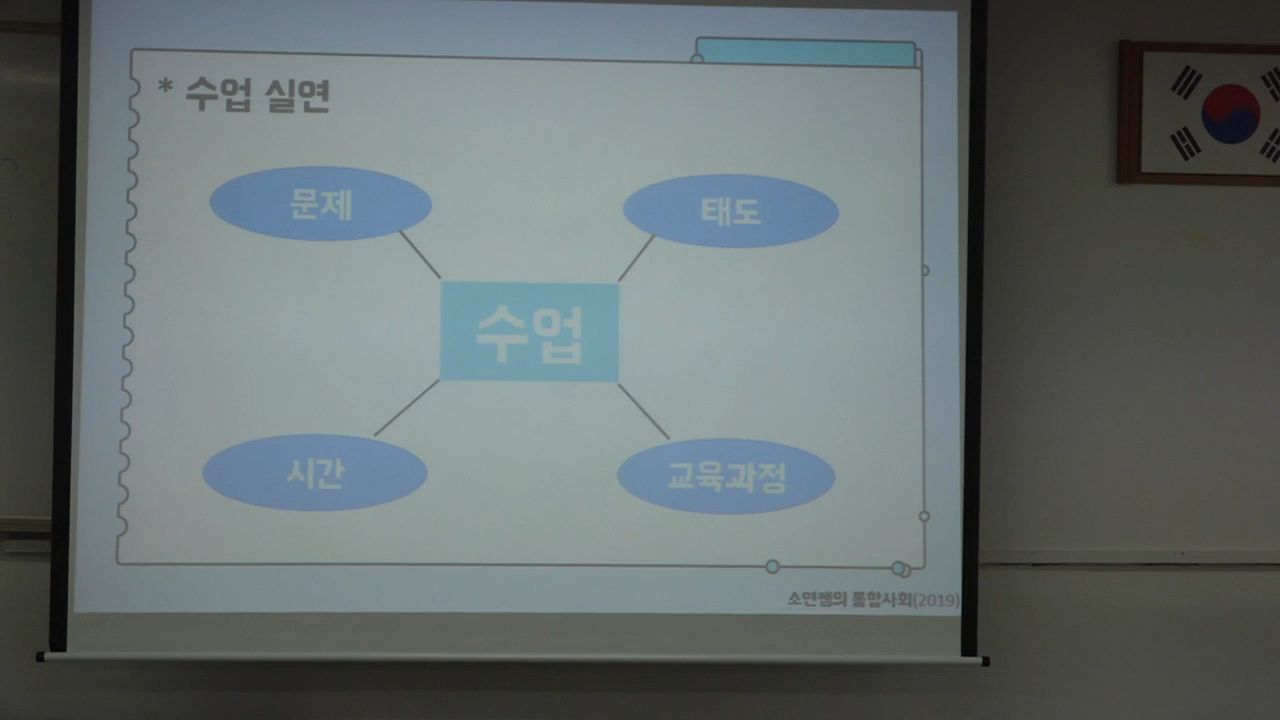 * 수업 실연
문제
태도
수업
시간
교육과정
소연쌤의 통합사회(2019)